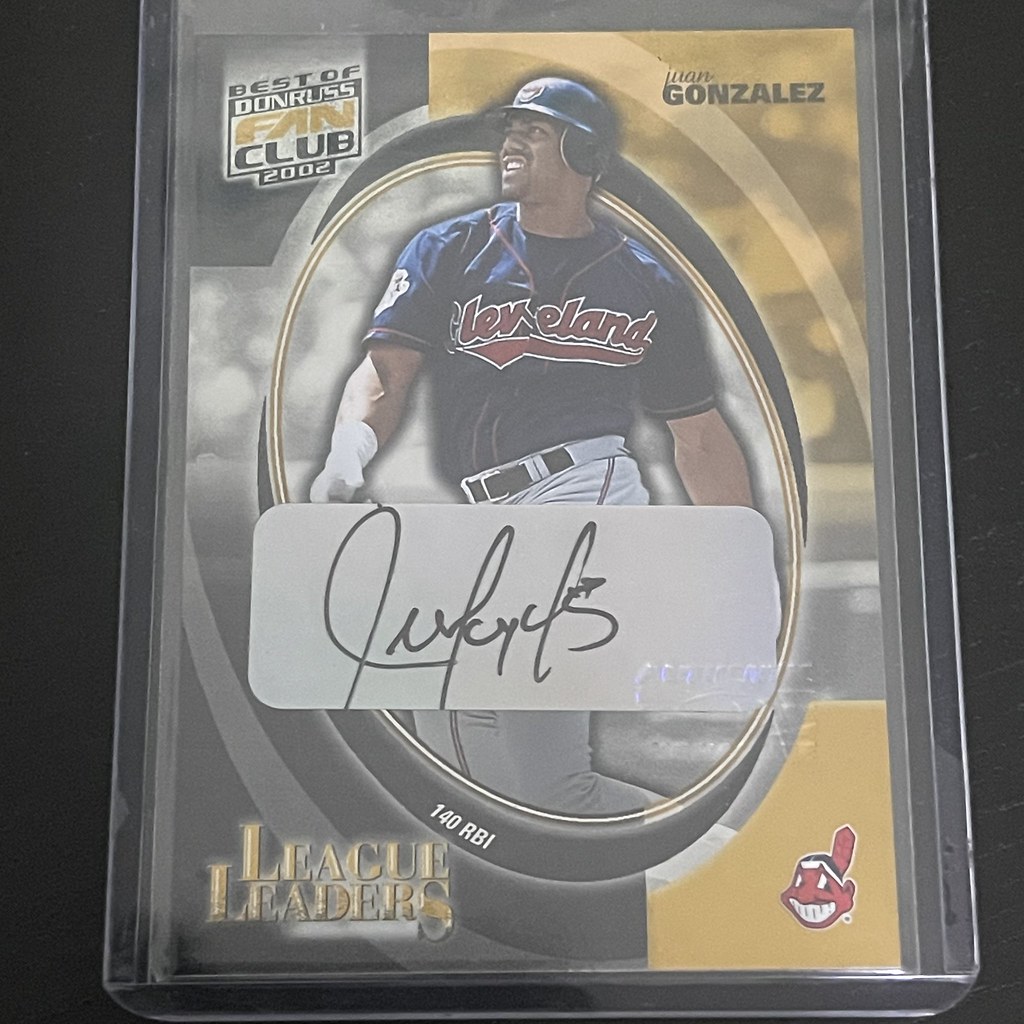 BEST OF
DONRUSS
FAN
CLUB
2002
juan
GONZALEZ
Cleveland
140 RBI
LEAGUE
LEADERS